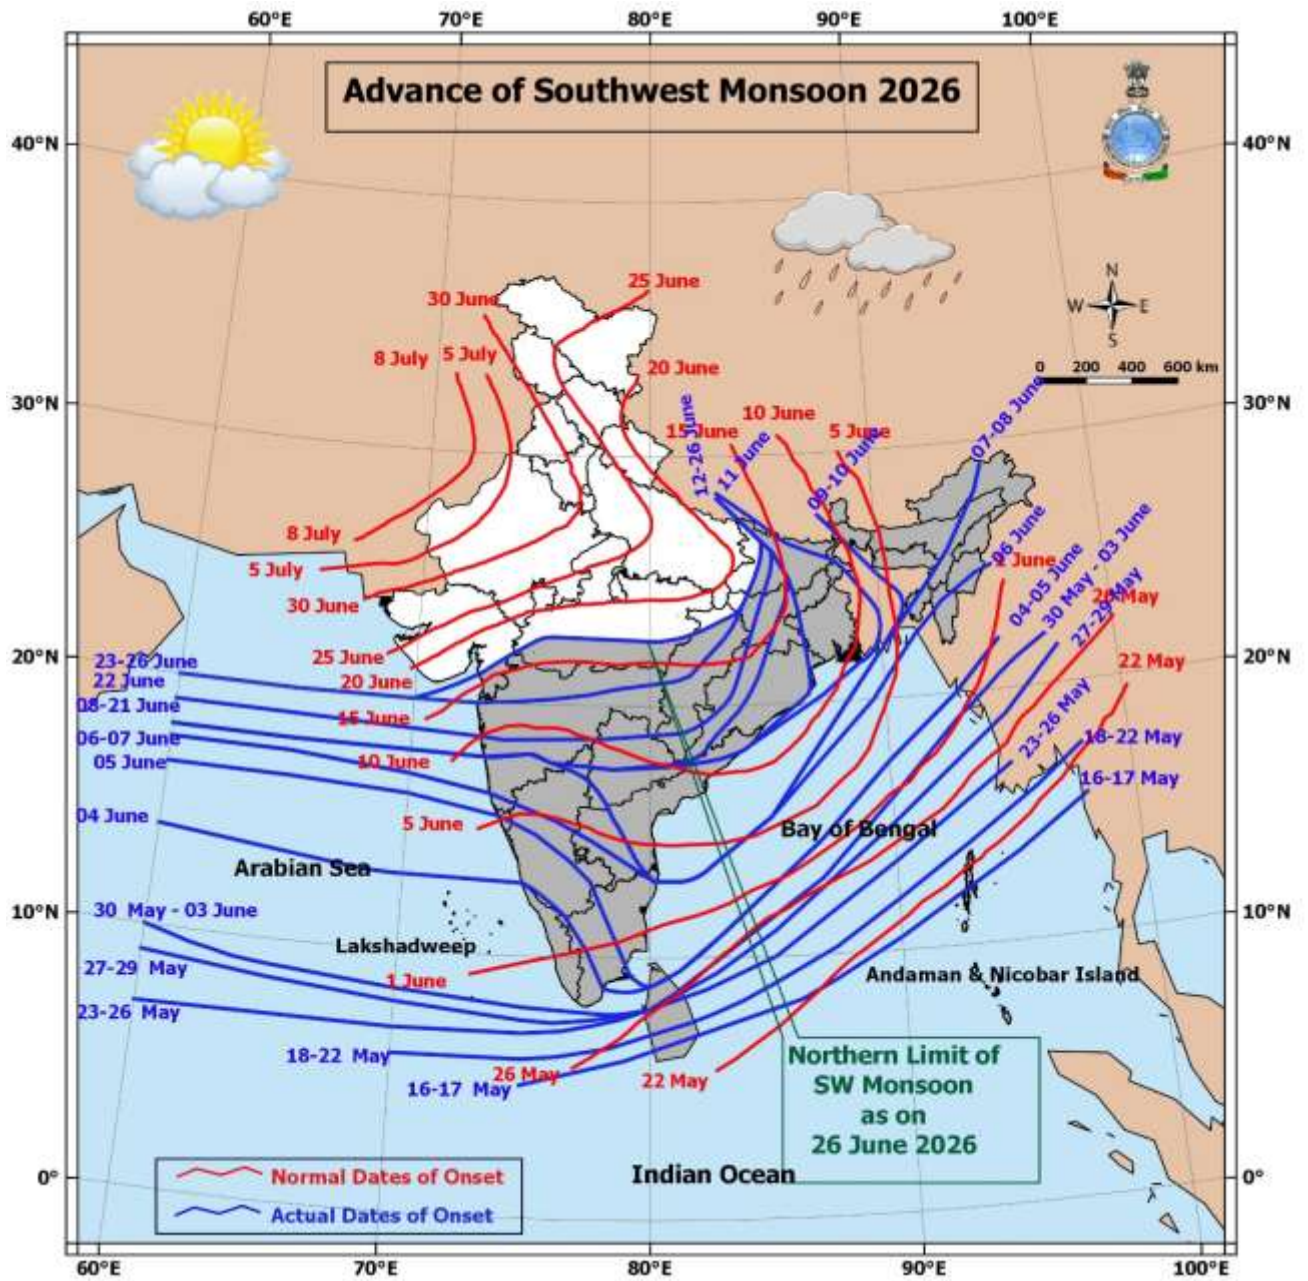 60°E 70°E 80°E 90°E 100°E
Advance of Southwest Monsoon 2026
40°N 40°N
N
W E
S
25 June
30 June
8 July 5 July
20 June
0 200 400 600 km
30°N 30°N
10 June
15 June 5 June
12-26 June
11 June
09-10 June
07-08 June
8 July
5 July
30 June
06 June
1 June
04-05 June
30 May - 03 June
27-29 May
26 May
25 June
20°N 20°N
23-26 June
22 June
20 June
22 May
08-21 June
15 June
23-26 May
06-07 June
18-22 May
05 June
10 June
16-17 May
04 June
5 June
Bay of Bengal
Arabian Sea
10°N 10°N
30 May - 03 June
Lakshadweep
27-29 May
1 June
Andaman & Nicobar Island
23-26 May
18-22 May
26 May
22 May
16-17 May
Northern Limit of
SW Monsoon
as on
26 June 2026
Indian Ocean
0° 0°
Normal Dates of Onset
Actual Dates of Onset
60°E 70°E 80°E 90°E 100°E